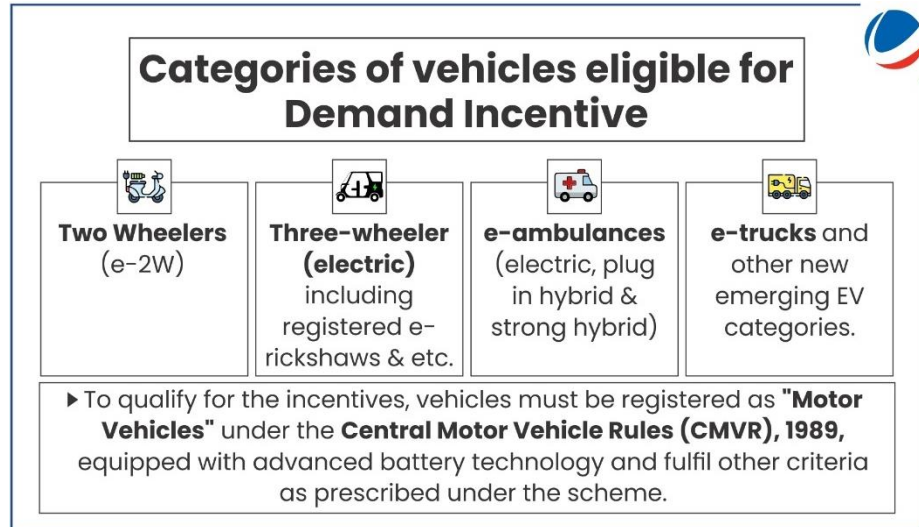 Categories of vehicles eligible for
Demand Incentive
Two Wheelers
(e-2W)
Three-wheeler
(electric)
including
registered e-
rickshaws & etc.
e-ambulances
(electric, plug
in hybrid &
strong hybrid)
e-trucks and
other new
emerging EV
categories.
▶ To qualify for the incentives, vehicles must be registered as "Motor
Vehicles" under the Central Motor Vehicle Rules (CMVR), 1989,
equipped with advanced battery technology and fulfil other criteria
as prescribed under the scheme.